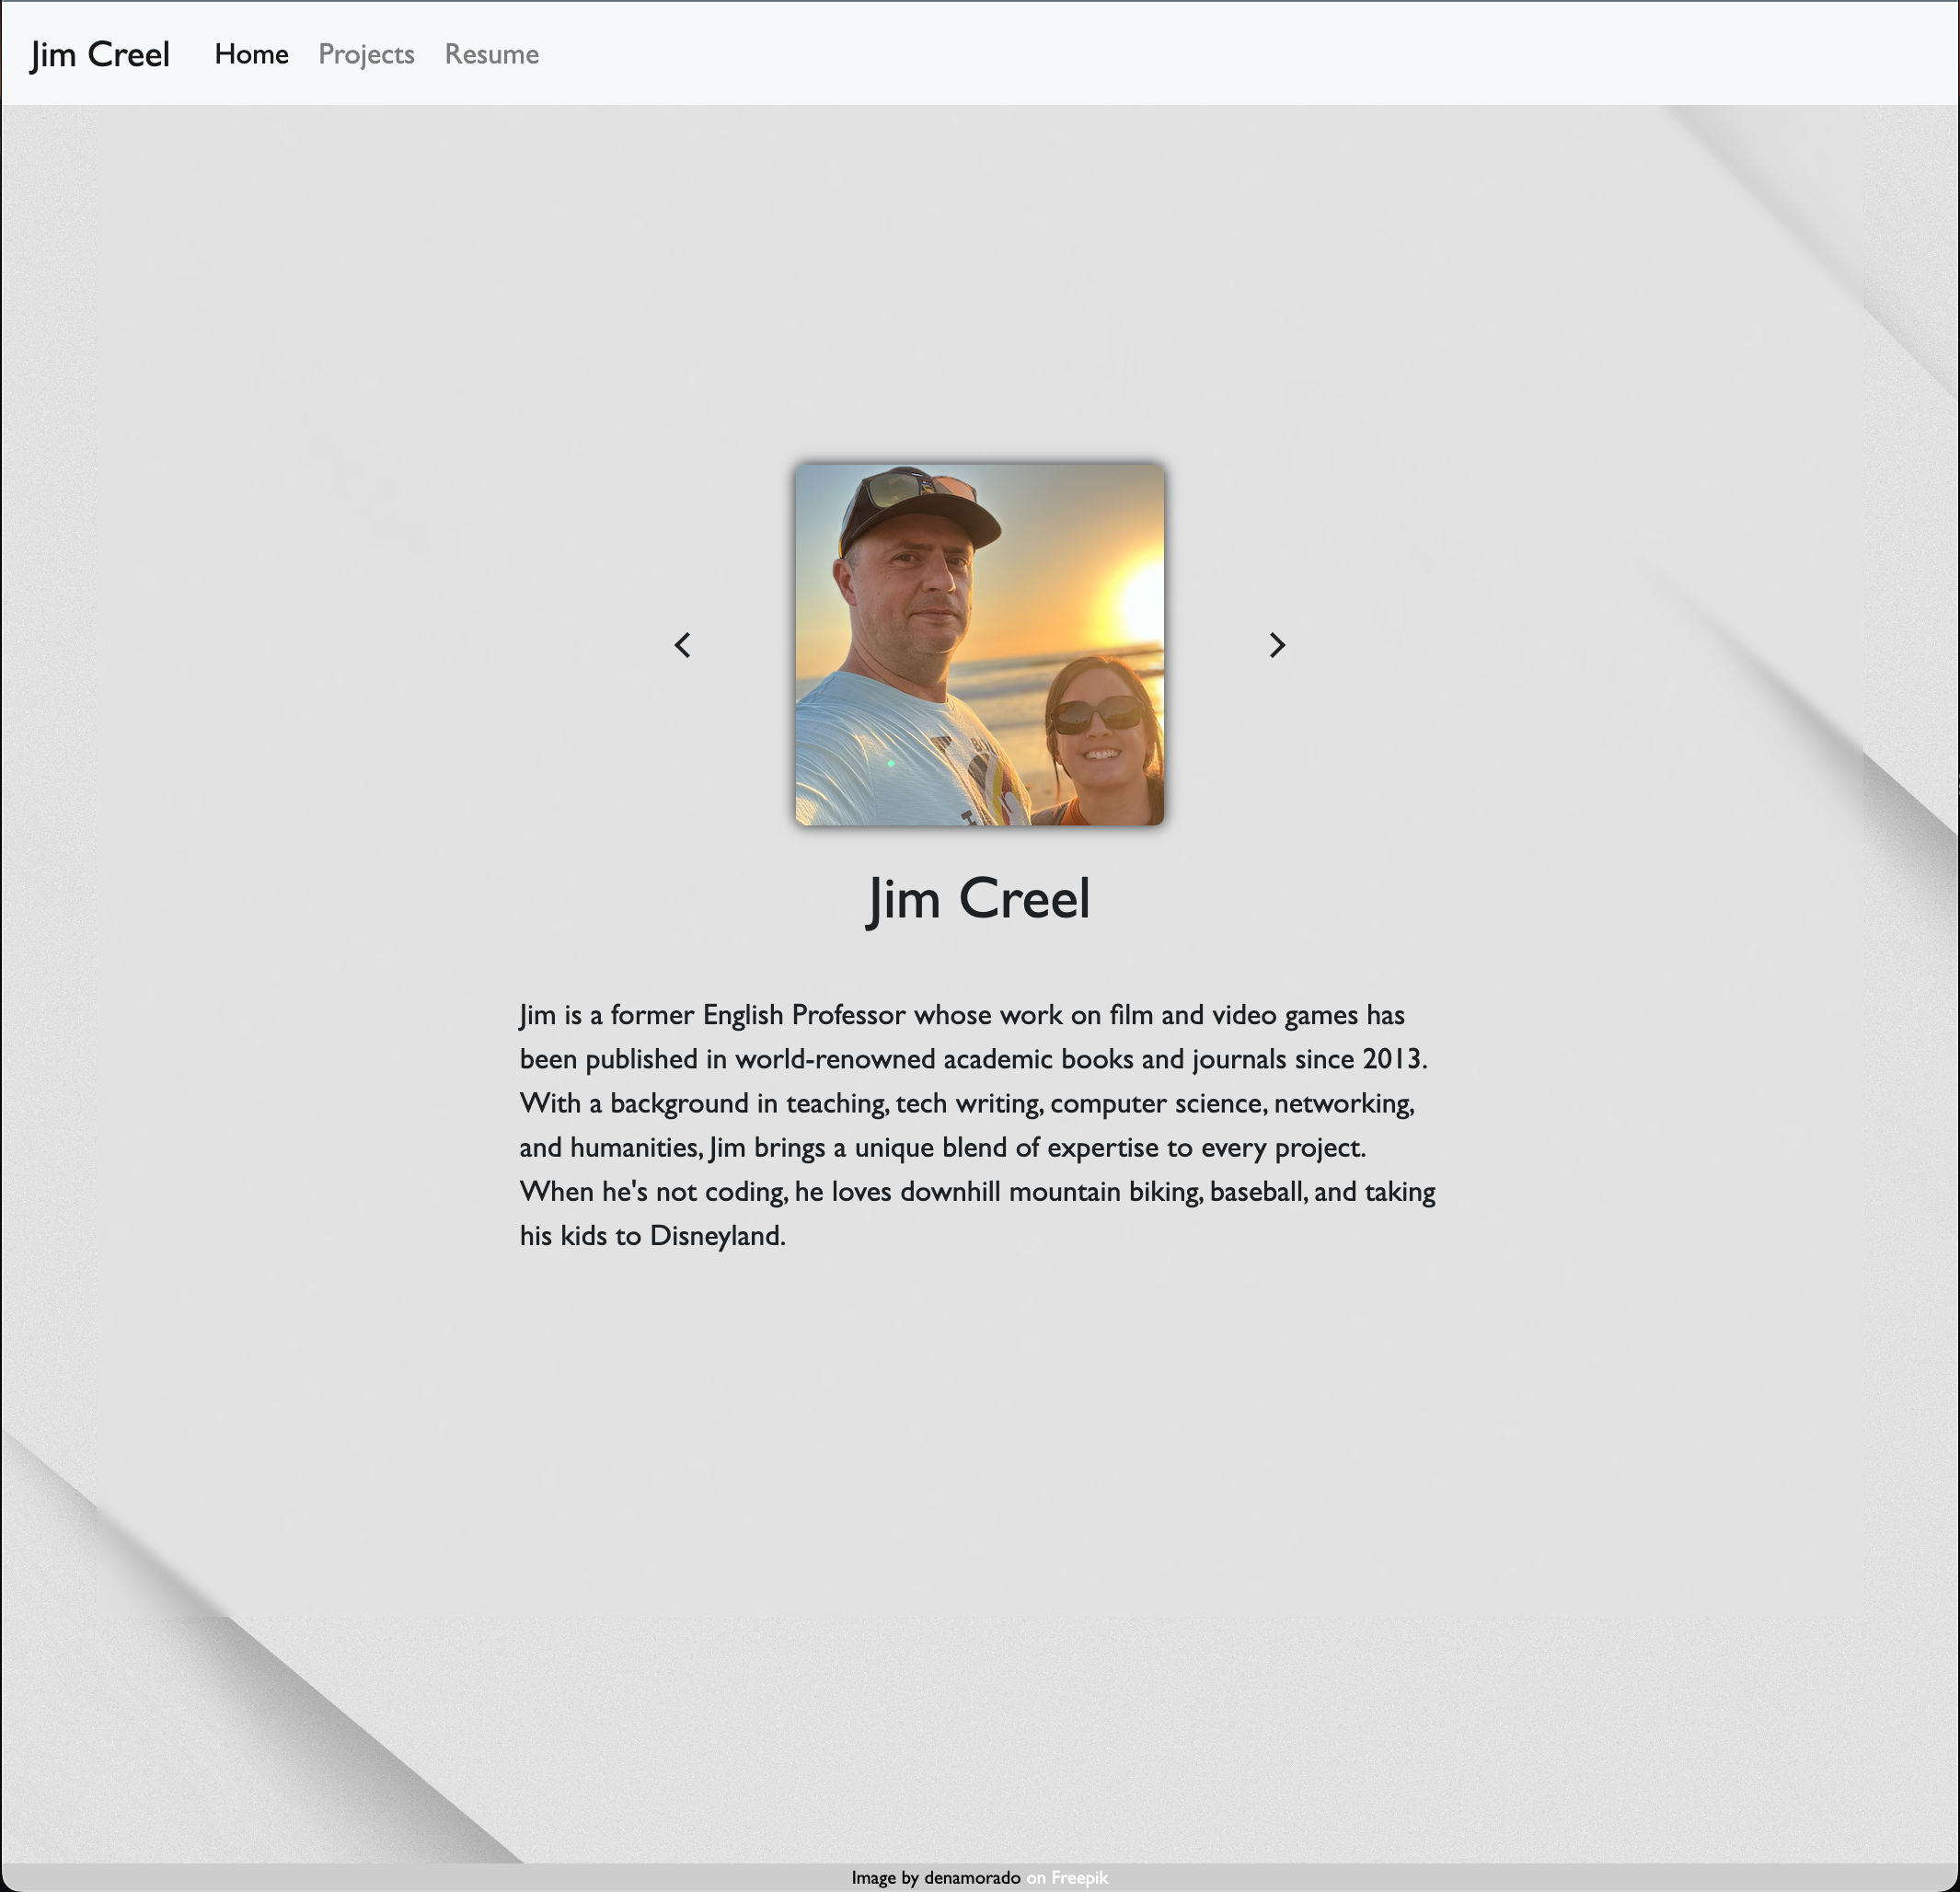 Jim Creel Home Projects Resume
Jim Creel
Jim is a former English Professor whose work on film and video games has
been published in world-renowned academic books and journals since 2013.
With a background in teaching, tech writing, computer science, networking,
and humanities, Jim brings a unique blend of expertise to every project.
When he's not coding, he loves downhill mountain biking, baseball, and taking
his kids to Disneyland.
Image by denamorado on Freepik